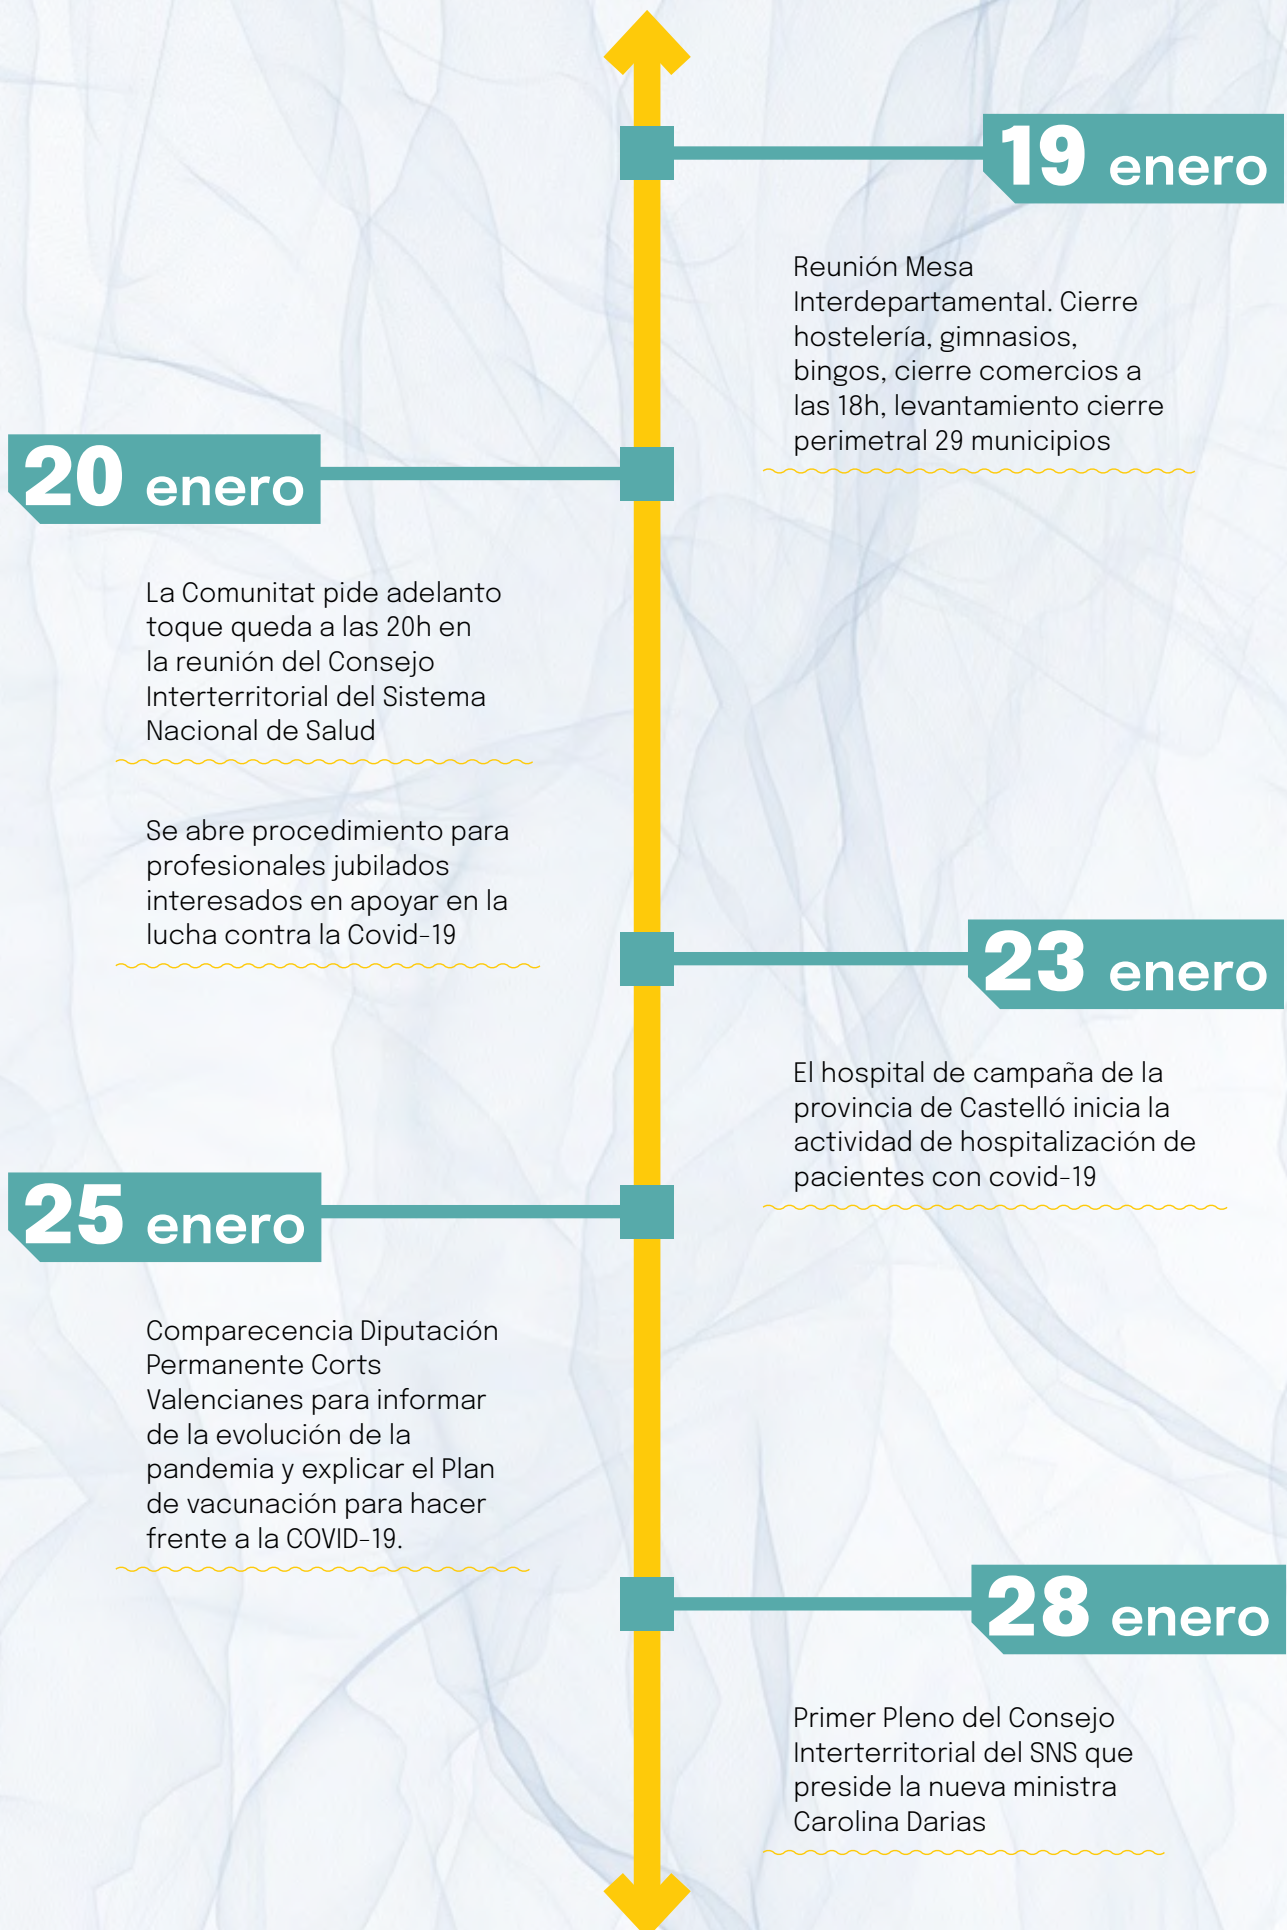 19 enero
Reunión Mesa
Interdepartamental. Cierre
hostelería, gimnasios,
bingos, cierre comercios a
las 18h, levantamiento cierre
perimetral 29 municipios
20 enero
La Comunitat pide adelanto
toque queda a las 20h en
la reunión del Consejo
Interterritorial del Sistema
Nacional de Salud
Se abre procedimiento para
profesionales jubilados
interesados en apoyar en la
lucha contra la Covid-19
23 enero
El hospital de campaña de la
provincia de Castelló inicia la
actividad de hospitalización de
pacientes con covid-19
25 enero
Comparecencia Diputación
Permanente Corts
Valencianes para informar
de la evolución de la
pandemia y explicar el Plan
de vacunación para hacer
frente a la COVID-19.
28 enero
Primer Pleno del Consejo
Interterritorial del SNS que
preside la nueva ministra
Carolina Darias